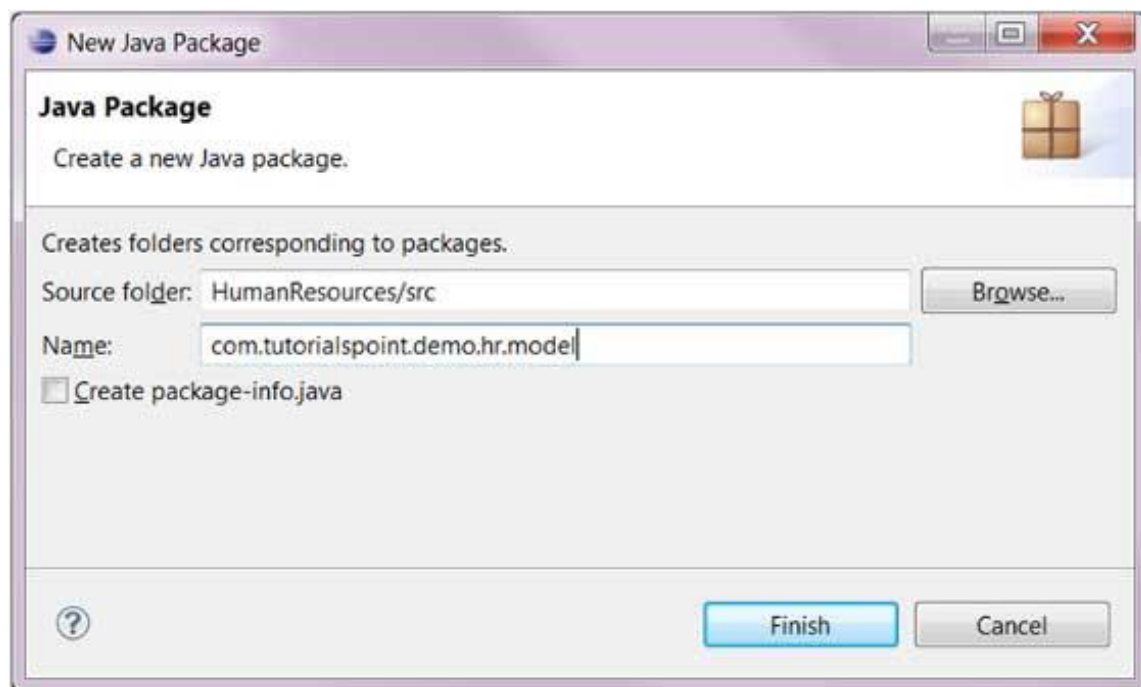 New Java Package
Java Package
Create a new Java package.
Creates folders corresponding to packages.
Source folder: HumanResources/src Browse...
Name: com.tutorialspoint.demo.hr.model
Create package-info.java
? Finish Cancel